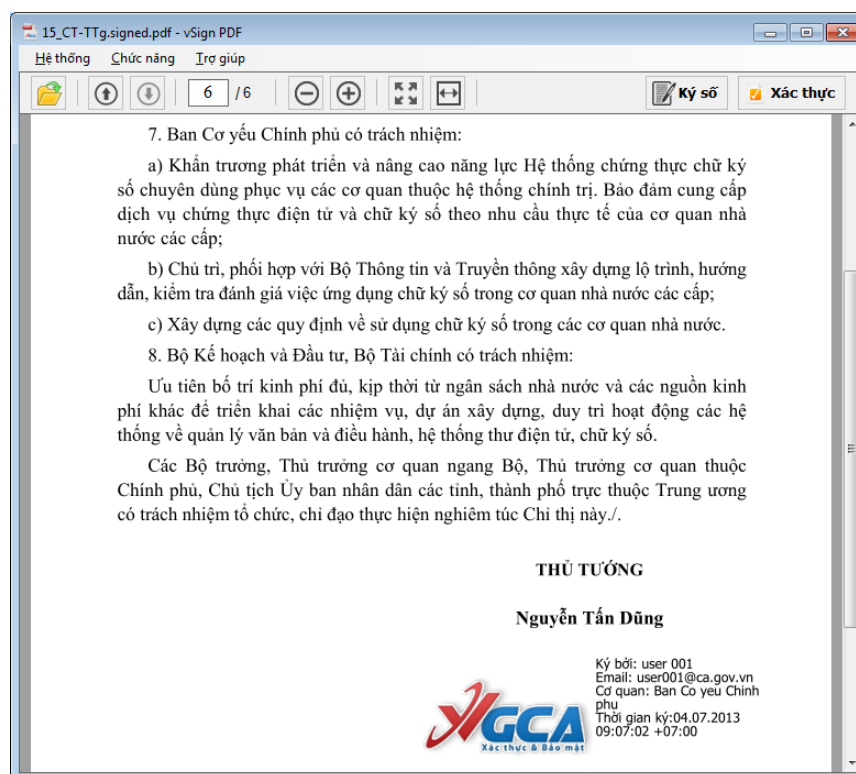 15_CT-TTg.signed.pdf - vSign PDF
Hệ thống Chức năng Trợ giúp
6 /6 Ký số Xác thực
7. Ban Cơ yếu Chính phủ có trách nhiệm:
a) Khẩn trương phát triển và nâng cao năng lực Hệ thống chứng thực chữ ký
số chuyên dùng phục vụ các cơ quan thuộc hệ thống chính trị. Bảo đảm cung cấp
dịch vụ chứng thực điện tử và chữ ký số theo nhu cầu thực tế của cơ quan nhà
nước các cấp;
b) Chủ trì, phối hợp với Bộ Thông tin và Truyền thông xây dựng lộ trình, hướng
dẫn, kiểm tra đánh giá việc ứng dụng chữ ký số trong cơ quan nhà nước các cấp;
c) Xây dựng các quy định về sử dụng chữ ký số trong các cơ quan nhà nước.
8. Bộ Kế hoạch và Đầu tư, Bộ Tài chính có trách nhiệm:
Ưu tiên bố trí kinh phí đủ, kịp thời từ ngân sách nhà nước và các nguồn kinh
phí khác để triển khai các nhiệm vụ, dự án xây dựng, duy trì hoạt động các hệ
thống về quản lý văn bản và điều hành, hệ thống thư điện tử, chữ ký số.
Các Bộ trưởng, Thủ trưởng cơ quan ngang Bộ, Thủ trưởng cơ quan thuộc
Chính phủ, Chủ tịch Ủy ban nhân dân các tỉnh, thành phố trực thuộc Trung ương
có trách nhiệm tổ chức, chỉ đạo thực hiện nghiêm túc Chỉ thị này./.
THỦ TƯỚNG
Nguyễn Tấn Dũng
Ký bởi: user 001
Email: user001@ca.gov.vn
Cơ quan: Ban Co yeu Chinh
phu
Thời gian ký:04.07.2013
09:07:02 +07:00
VGCA
Xác thực & Bảo mật